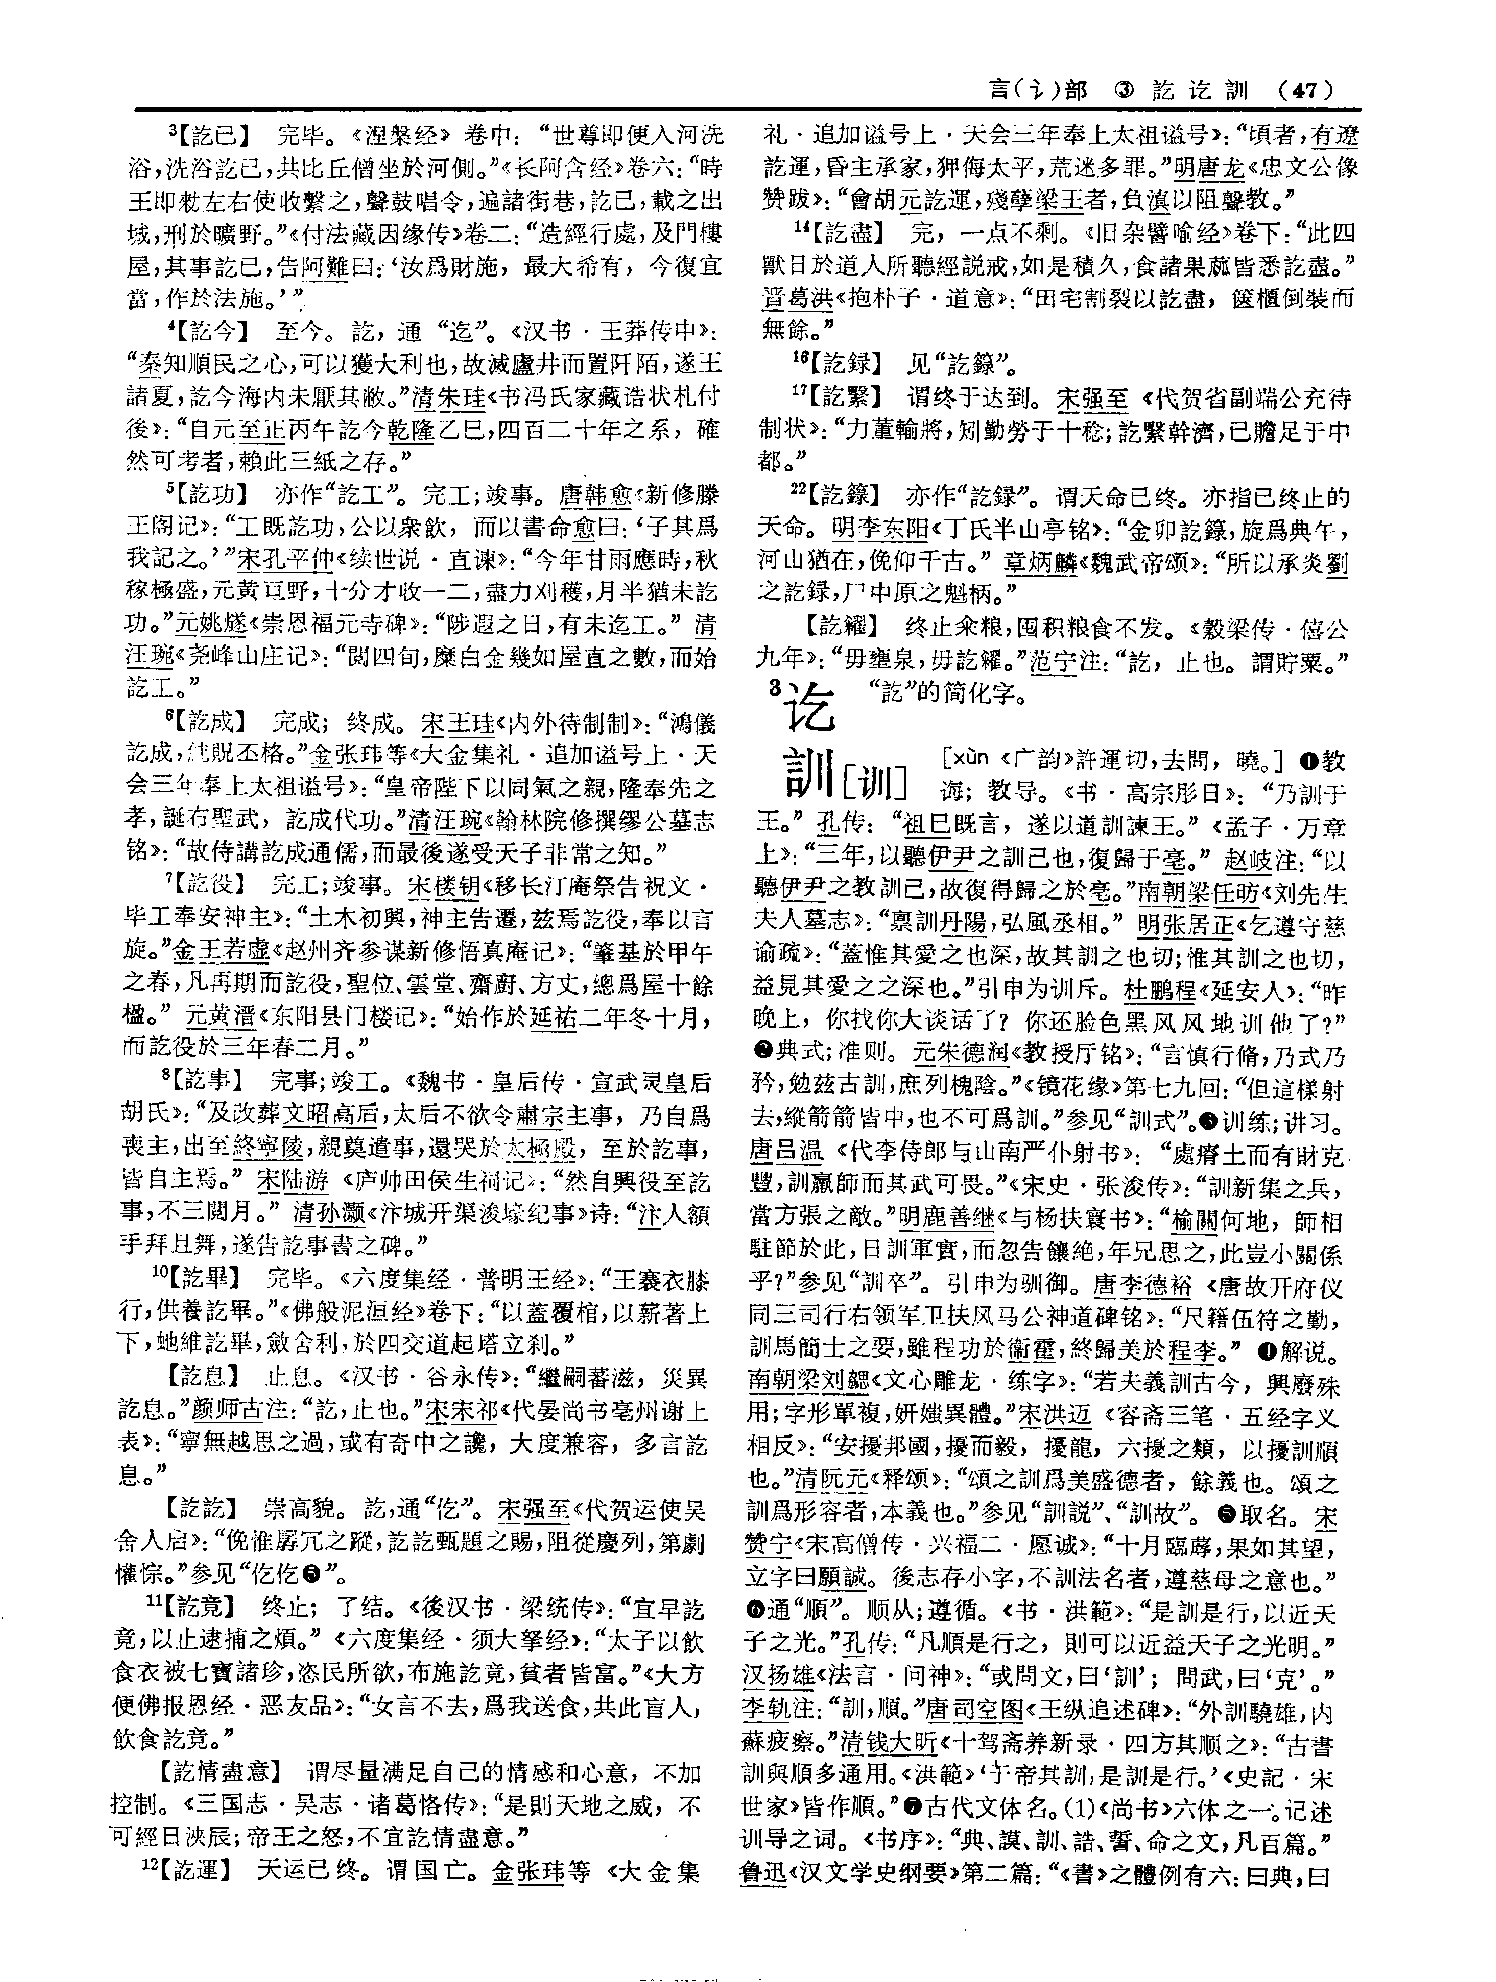 言(讠)部 ③ 訖 讫 訓 (47)
³【訖已】 完毕。《涅槃经》卷中：“世尊即便入河洗
浴，洗浴訖已，共比丘僧坐於河側。”《长阿含经》卷六：“時
王即敕左右使收繫之，聲鼓唱令，遍諸街巷，訖已，載之出
城，刑於曠野。”《付法藏因缘传》卷二：“造經行處，及門樓
屋，其事訖已，告阿難曰：‘汝爲財施，最大希有，今復宜
當，作於法施。’”
⁴【訖今】 至今。訖，通“迄”。《汉书·王莽传中》：
“秦知順民之心，可以獲大利也，故滅廬井而置阡陌，遂王
諸夏，訖今海内未厭其敝。”清朱珪《书冯氏家藏诰状札付
後》：“自元至正丙午訖今乾隆乙巳，四百二十年之系，確
然可考者，賴此三紙之存。”
⁵【訖功】 亦作“訖工”。完工；竣事。唐韩愈《新修滕
王阁记》：“工既訖功，公以衆飲，而以書命愈曰：‘子其爲
我記之。’”宋孔平仲《续世说·直谏》：“今年甘雨應時，秋
稼極盛，元黄亘野，十分才收一二，盡力刈穫，月半猶未訖
功。”元姚燧《崇恩福元寺碑》：“陟遐之日，有未迄工。”清
汪琬《尧峰山庄记》：“閲四旬，糜白金幾如屋直之數，而始
訖工。”
⁶【訖成】 完成；终成。宋王珪《内外待制制》：“鴻儀
訖成，純貺丕格。”金张玮等《大金集礼·追加谥号上·天
会三年奉上太祖谥号》：“皇帝陛下以同氣之親，隆奉先之
孝，誕布聖武，訖成代功。”清汪琬《翰林院修撰缪公墓志
铭》：“故侍講訖成通儒，而最後遂受天子非常之知。”
⁷【訖役】 完工；竣事。宋楼钥《移长汀庵祭告祝文·
毕工奉安神主》：“土木初興，神主告遷，兹焉訖役，奉以言
旋。”金王若虚《赵州齐参谋新修悟真庵记》：“肇基於甲午
之春，凡再期而訖役，聖位、雲堂、齋廚、方丈，總爲屋十餘
楹。”元黄溍《东阳县门楼记》：“始作於延祐二年冬十月，
而訖役於三年春二月。”
⁸【訖事】 完事；竣工。《魏书·皇后传·宣武灵皇后
胡氏》：“及改葬文昭高后，太后不欲令肅宗主事，乃自爲
喪主，出至終寧陵，親奠遣事，還哭於太極殿，至於訖事，
皆自主焉。”宋陆游《庐帅田侯生祠记》：“然自興役至訖
事，不三閲月。”清孙灏《汴城开渠浚壕纪事》诗：“汴人額
手拜且舞，遂告訖事書之碑。”
¹⁰【訖畢】 完毕。《六度集经·普明王经》：“王褰衣膝
行，供養訖畢。”《佛般泥洹经》卷下：“以蓋覆棺，以薪著上
下，虵維訖畢，斂舍利，於四交道起塔立刹。”
【訖息】 止息。《汉书·谷永传》：“繼嗣蕃滋，災異
訖息。”颜师古注：“訖，止也。”宋宋祁《代晏尚书亳州谢上
表》：“寧無越思之過，或有奇中之讒，大度兼容，多言訖
息。”
【訖訖】 崇高貌。訖，通“仡”。宋强至《代贺运使吴
舍人启》：“俛惟孱冗之蹤，訖訖甄題之賜，阻從慶列，第劇
懽悰。”参见“仡仡❺”。
¹¹【訖竟】 终止；了结。《後汉书·梁统传》：“宜早訖
竟，以止逮捕之煩。”《六度集经·须大拏经》：“太子以飲
食衣被七寶諸珍，恣民所欲，布施訖竟，貧者皆富。”《大方
便佛报恩经·恶友品》：“女言不去，爲我送食，共此盲人，
飲食訖竟。”
【訖情盡意】 谓尽量满足自己的情感和心意，不加
控制。《三国志·吴志·诸葛恪传》：“是則天地之威，不
可經日浹辰；帝王之怒，不宜訖情盡意。”
¹²【訖運】 天运已终。谓国亡。金张玮等《大金集
礼·追加谥号上·天会三年奉上太祖谥号》：“頃者，有遼
訖運，昏主承家，狎侮太平，荒迷多罪。”明唐龙《忠文公像
赞跋》：“會胡元訖運，殘孽梁王者，負滇以阻聲教。”
¹⁴【訖盡】 完，一点不剩。《旧杂譬喻经》卷下：“此四
獸日於道人所聽經説戒，如是積久，食諸果蓏皆悉訖盡。”
晋葛洪《抱朴子·道意》：“田宅割裂以訖盡，篋櫃倒裝而
無餘。”
¹⁶【訖録】 见“訖籙”。
¹⁷【訖繄】 谓终于达到。宋强至《代贺省副端公充待
制状》：“力董輸將，矧勤勞于十稔；訖繄幹濟，已贍足于中
都。”
²²【訖籙】 亦作“訖録”。谓天命已终。亦指已终止的
天命。明李东阳《丁氏半山亭铭》：“金卯訖籙，旋爲典午，
河山猶在，俛仰千古。”章炳麟《魏武帝颂》：“所以承炎劉
之訖録，尸中原之魁柄。”
【訖糴】 终止籴粮，囤积粮食不发。《穀梁传·僖公
九年》：“毋壅泉，毋訖糴。”范宁注：“訖，止也。謂貯粟。”
³讫 “訖”的简化字。
訓[训] [xùn《广韵》許運切，去問，曉。] ❶教
诲；教导。《书·高宗肜日》：“乃訓于
王。”孔传：“祖已既言，遂以道訓諫王。”《孟子·万章
上》：“三年，以聽伊尹之訓己也，復歸于亳。”赵岐注：“以
聽伊尹之教訓己，故復得歸之於亳。”南朝梁任昉《刘先生
夫人墓志》：“禀訓丹陽，弘風丞相。”明张居正《乞遵守慈
谕疏》：“蓋惟其愛之也深，故其訓之也切；惟其訓之也切，
益見其愛之之深也。”引申为训斥。杜鹏程《延安人》：“昨
晚上，你找你大谈话了？你还脸色黑风风地训他了？”
❷典式；准则。元朱德润《教授厅铭》：“言慎行脩，乃式乃
矜，勉兹古訓，庶列槐陰。”《镜花缘》第七九回：“但這樣射
去，縱箭箭皆中，也不可爲訓。”参见“訓式”。❸训练；讲习。
唐吕温《代李侍郎与山南严仆射书》：“處瘠土而有財克
豐，訓羸師而其武可畏。”《宋史·张浚传》：“訓新集之兵，
當方張之敵。”明鹿善继《与杨扶寰书》：“榆關何地，師相
駐節於此，日訓軍實，而忽告饟絶，年兄思之，此豈小關係
乎？”参见“訓卒”。引申为驯御。唐李德裕《唐故开府仪
同三司行右领军卫扶风马公神道碑铭》：“尺籍伍符之勤，
訓馬簡士之要，雖程功於衞霍，終歸美於程李。”❹解说。
南朝梁刘勰《文心雕龙·练字》：“若夫義訓古今，興廢殊
用；字形單複，妍媸異體。”宋洪迈《容斋三笔·五经字义
相反》：“安擾邦國，擾而毅，擾龍，六擾之類，以擾訓順
也。”清阮元《释颂》：“頌之訓爲美盛德者，餘義也。頌之
訓爲形容者，本義也。”参见“訓説”、“訓故”。❺取名。宋
赞宁《宋高僧传·兴福二·愿诚》：“十月臨蓐，果如其望，
立字曰願誠。後志存小字，不訓法名者，遵慈母之意也。”
❻通“順”。顺从；遵循。《书·洪範》：“是訓是行，以近天
子之光。”孔传：“凡順是行之，則可以近益天子之光明。”
汉扬雄《法言·问神》：“或問文，曰‘訓’；問武，曰‘克’。”
李轨注：“訓，順。”唐司空图《王纵追述碑》：“外訓驍雄，内
蘇疲瘵。”清钱大昕《十驾斋养新录·四方其顺之》：“古書
訓與順多通用。《洪範》‘于帝其訓，是訓是行。’《史記·宋
世家》皆作順。”❼古代文体名。(1)《尚书》六体之一。记述
训导之词。《书序》：“典、謨、訓、誥、誓、命之文，凡百篇。”
鲁迅《汉文学史纲要》第二篇：“《書》之體例有六：曰典，曰